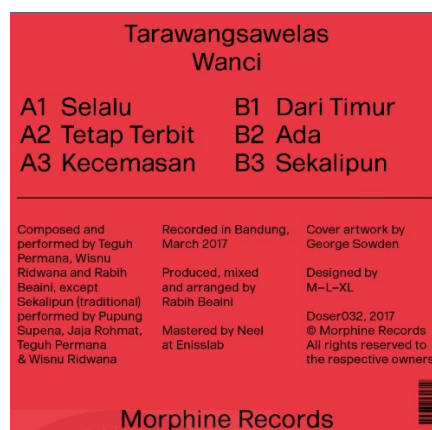 Tarawangsawelas
Wanci
A1 Selalu
A2 Tetap Terbit
A3 Kecemasan
B1 Dari Timur
B2 Ada
B3 Sekalipun
Composed and
performed by Teguh
Permana, Wisnu
Ridwana and Rabih
Beaini, except
Sekalipun (traditional)
performed by Pupung
Supena, Jaja Rohmat,
Teguh Permana
& Wisnu Ridwana
Recorded in Bandung,
March 2017
Produced, mixed
and arranged by
Rabih Beaini
Mastered by Neel
at Enisslab
Cover artwork by
George Sowden
Designed by
M–L–XL
Doser032, 2017
© Morphine Records
All rights reserved to
the respective owners
Morphine Records